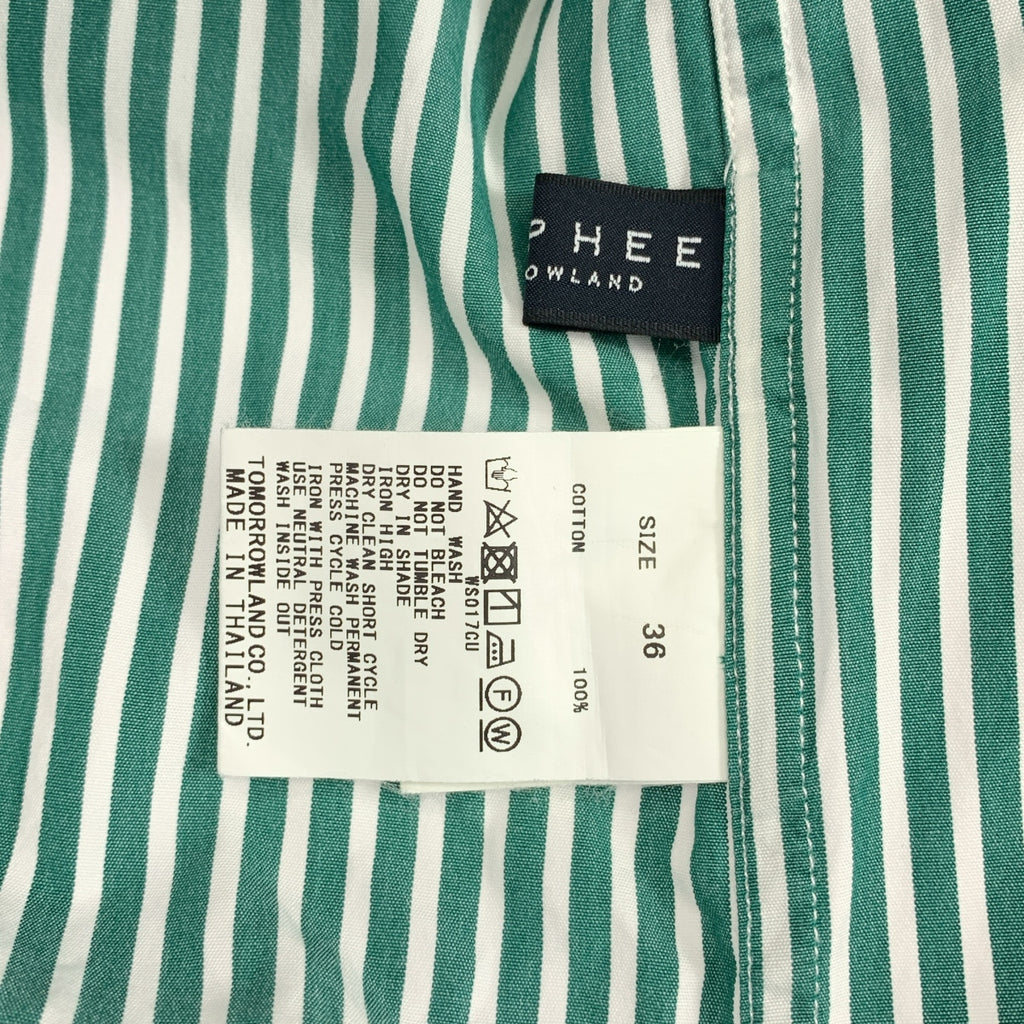 P HEE
OWLAND
SIZE 36
COTTON 100%
F W
WS017GU
HAND WASH
DO NOT BLEACH
DO NOT TUMBLE DRY
DRY IN SHADE
IRON HIGH
DRY CLEAN SHORT CYCLE
MACHINE WASH PERMANENT
PRESS CYCLE COLD
IRON WITH PRESS CLOTH
USE NEUTRAL DETERGENT
WASH INSIDE OUT
TOMORROWLAND CO., LTD.
MADE IN THAILAND